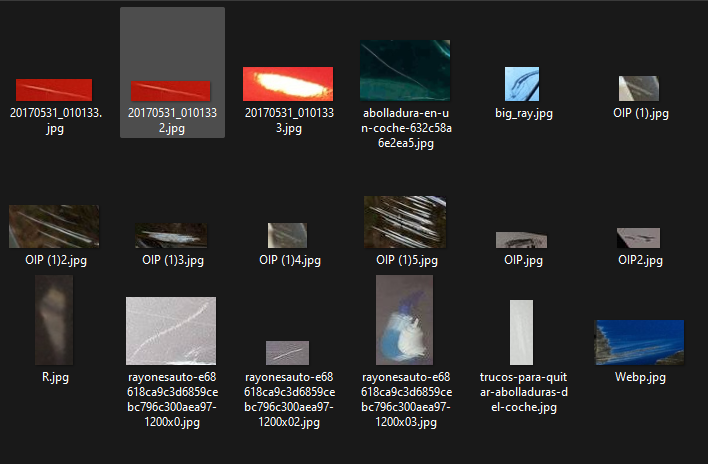 20170531_010133.
jpg
20170531_010133
2.jpg
20170531_010133
3.jpg
abolladura-en-u
n-coche-632c58a
6e2ea5.jpg
big_ray.jpg
OIP (1).jpg
OIP (1)2.jpg
OIP (1)3.jpg
OIP (1)4.jpg
OIP (1)5.jpg
OIP.jpg
OIP2.jpg
R.jpg
rayonesauto-e68
618ca9c3d6859ce
bc796c300aea97-
1200x0.jpg
rayonesauto-e68
618ca9c3d6859ce
bc796c300aea97-
1200x02.jpg
rayonesauto-e68
618ca9c3d6859ce
bc796c300aea97-
1200x03.jpg
trucos-para-quit
ar-abolladuras-d
el-coche.jpg
Webp.jpg